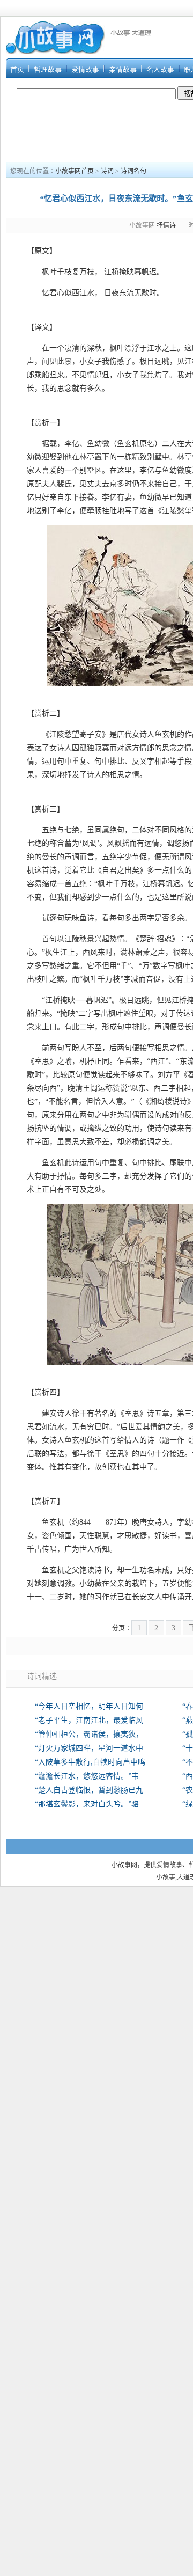 小故事网
小故事 大道理
首页 哲理故事 爱情故事 亲情故事 名人故事 职
搜
您现在的位置：小故事网首页 > 诗词 > 诗词名句
“忆君心似西江水，日夜东流无歇时。”鱼玄
小故事网 抒情诗 时
【原文】
枫叶千枝复万枝， 江桥掩映暮帆迟。
忆君心似西江水， 日夜东流无歇时。
【译文】
在一个凄清的深秋，枫叶漂浮于江水之上。这
声，闻见此景，小女子我伤感了。极目远眺，见江
郎乘船归来。不见情郎归，小女子我焦灼了。我对
长，我的思念就有多久。
【赏析一】
据载，李亿、鱼幼微（鱼玄机原名）二人在大
幼微迎娶到他在林亭置下的一栋精致别墅中。林亭
家人喜爱的一个别墅区。在这里，李亿与鱼幼微度
原配夫人裴氏，见丈夫去京多时仍不来接自己，于
亿只好亲自东下接眷。李亿有妻，鱼幼微早已知道
地送别了李亿，便牵肠挂肚地写了这首《江陵愁望
【赏析二】
《江陵愁望寄子安》是唐代女诗人鱼玄机的作
表达了女诗人因孤独寂寞而对远方情郎的思念之情
情，运用句中重复、句中排比、反义字相起等手段
果，深切地抒发了诗人的相思之情。
【赏析三】
五绝与七绝，虽同属绝句，二体对不同风格的
七绝的称含蓄为‘风调’。风飘摇而有远情，调悠扬
绝的曼长的声调而言，五绝字少节促，便无所谓风
机这首诗，觉着它比《自君之出矣》多一点什么的
容易缩成一首五绝：“枫叶千万枝，江桥暮帆迟。忆
不变，但我们却感到少一点什么的，也是这里所说
试逐句玩味鱼诗，看每句多出两字是否多余。
首句以江陵秋景兴起愁情。《楚辞·招魂》：“
心。”枫生江上，西风来时，满林萧萧之声，很容易
之多写愁绪之重。它不但用“千”、“万”数字写枫叶
出枝叶之繁。而“枫叶千万枝”字减而音促，没有上
“江桥掩映──暮帆迟”。极目远眺，但见江桥
船归来。“掩映”二字写出枫叶遮住望眼，对于传达
念来上口。有此二字，形成句中排比，声调便曼长
前两句写盼人不至，后两句便接写相思之情。
《室思》之喻，机杼正同。乍看来，“西江”、“东流
歇时”，比较原句便觉读起来不够味了。刘方平《春
多尽向西”，晚清王闿运称赞说“以东、西二字相起
也”，“不能名言，但恰入人意。”（《湘绮楼说诗》
句，原来分用在两句之中非为骈偶而设的成对的反
扬抗坠的情调，或擒纵之致的功用，使诗句读来有
样字面，虽意思大致不差，却必损韵调之美。
鱼玄机此诗运用句中重复、句中排比、尾联中
大有助于抒情。每句多二字，却充分发挥了它们的
术上正自有不可及之处。
【赏析四】
建安诗人徐干有著名的《室思》诗五章，第三
思君如流水，无有穷已时。”后世爱其情韵之美，多
体。女诗人鱼玄机的这首写给情人的诗（题一作《
后联的写法，都与徐干《室思》的四句十分接近。
变体。惟其有变化，故创获也在其中了。
【赏析五】
鱼玄机（约844——871年）晚唐女诗人，字幼
女，姿色倾国，天性聪慧，才思敏捷，好读书，喜
千古传唱，广为世人所知。
鱼玄机之父饱读诗书，却一生功名未成，只好
对她刻意调教。小幼薇在父亲的栽培下，五岁便能
十一、二岁时，她的习作就已在长安文人中传诵开
分页： 1 2 3 下
诗词精选
“今年人日空相忆，明年人日知何 “春
“老子平生，江南江北，最爱临风 “燕
“管仲相桓公，霸诸侯，攘夷狄， “孤
“灯火万家城四畔，星河一道水中 “十
“入陂草多牛散行,白犊时向芦中鸣 “不
“澹澹长江水，悠悠远客情。”韦 “西
“楚人自古登临恨，暂到愁肠已九 “农
“那堪玄鬓影，来对白头吟。”骆 “绿
小故事网，提供爱情故事、
小故事,大道理